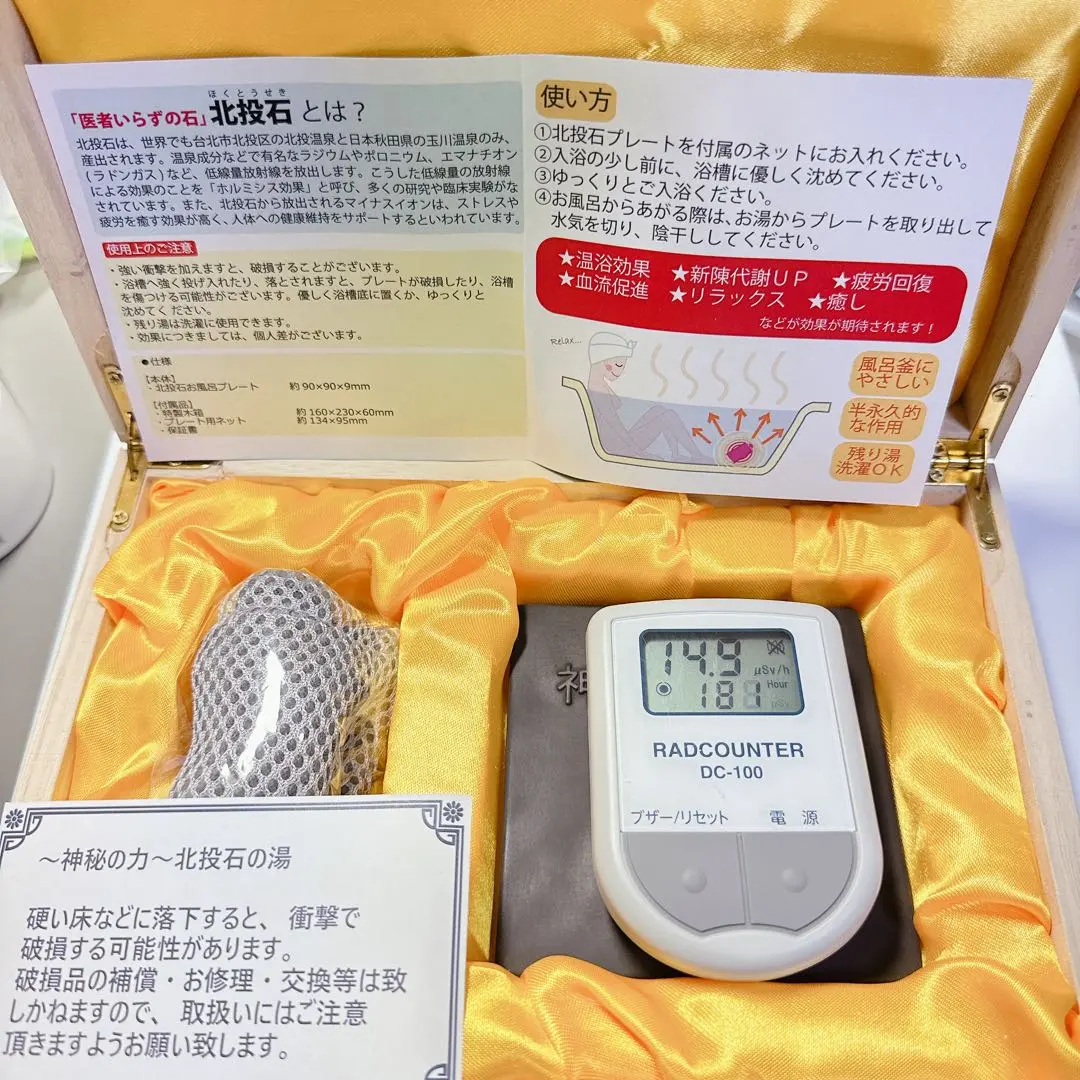 ほくとうせき
「医者いらずの石」北投石 とは？
北投石は、世界でも台北市北投区の北投温泉と日本秋田県の玉川温泉のみ、
産出されます。温泉成分などで有名なラジウムやポロニウム、エマナチオン
(ラドンガス)など、低線量放射線を放出します。こうした低線量の放射線
による効果のことを「ホルミシス効果」と呼び、多くの研究や臨床実験がな
されています。また、北投石から放出されるマイナスイオンは、ストレスや
疲労を癒す効果が高く、人体への健康維持をサポートするといわれています。
使用上のご注意
・強い衝撃を加えますと、破損することがございます。
・浴槽へ強く投げ入れたり、落とされますと、プレートが破損したり、浴槽
を傷つける可能性がございます。優しく浴槽底に置くか、ゆっくりと
沈めてください。
・残り湯は洗濯に使用できます。
・効果につきましては、個人差がございます。
●仕様
【本体】
・北投石お風呂プレート 約 90×90×9mm
【付属品】
・特製木箱 約 160×230×60mm
・プレート用ネット 約 134×95mm
・保証書
使い方
①北投石プレートを付属のネットにお入れください。
②入浴の少し前に、浴槽に優しく沈めてください。
③ゆっくりとご入浴ください。
④お風呂からあがる際は、お湯からプレートを取り出して
水気を切り、陰干ししてください。
★温浴効果 ★新陳代謝UP ★疲労回復
★血流促進 ★リラックス ★癒し
などが効果が期待されます！
Relax...
風呂釜に
やさしい
半永久的
な作用
残り湯
洗濯OK
神
14.9 μSv/h
Hour
RADCOUNTER
DC-100
ブザー/リセット 電 源
～神秘の力～北投石の湯
硬い床などに落下すると、 衝撃で
破損する可能性があります。
破損品の補償・お修理・交換等は致
しかねますので、 取扱いにはご注意
頂きますようお願い致します。